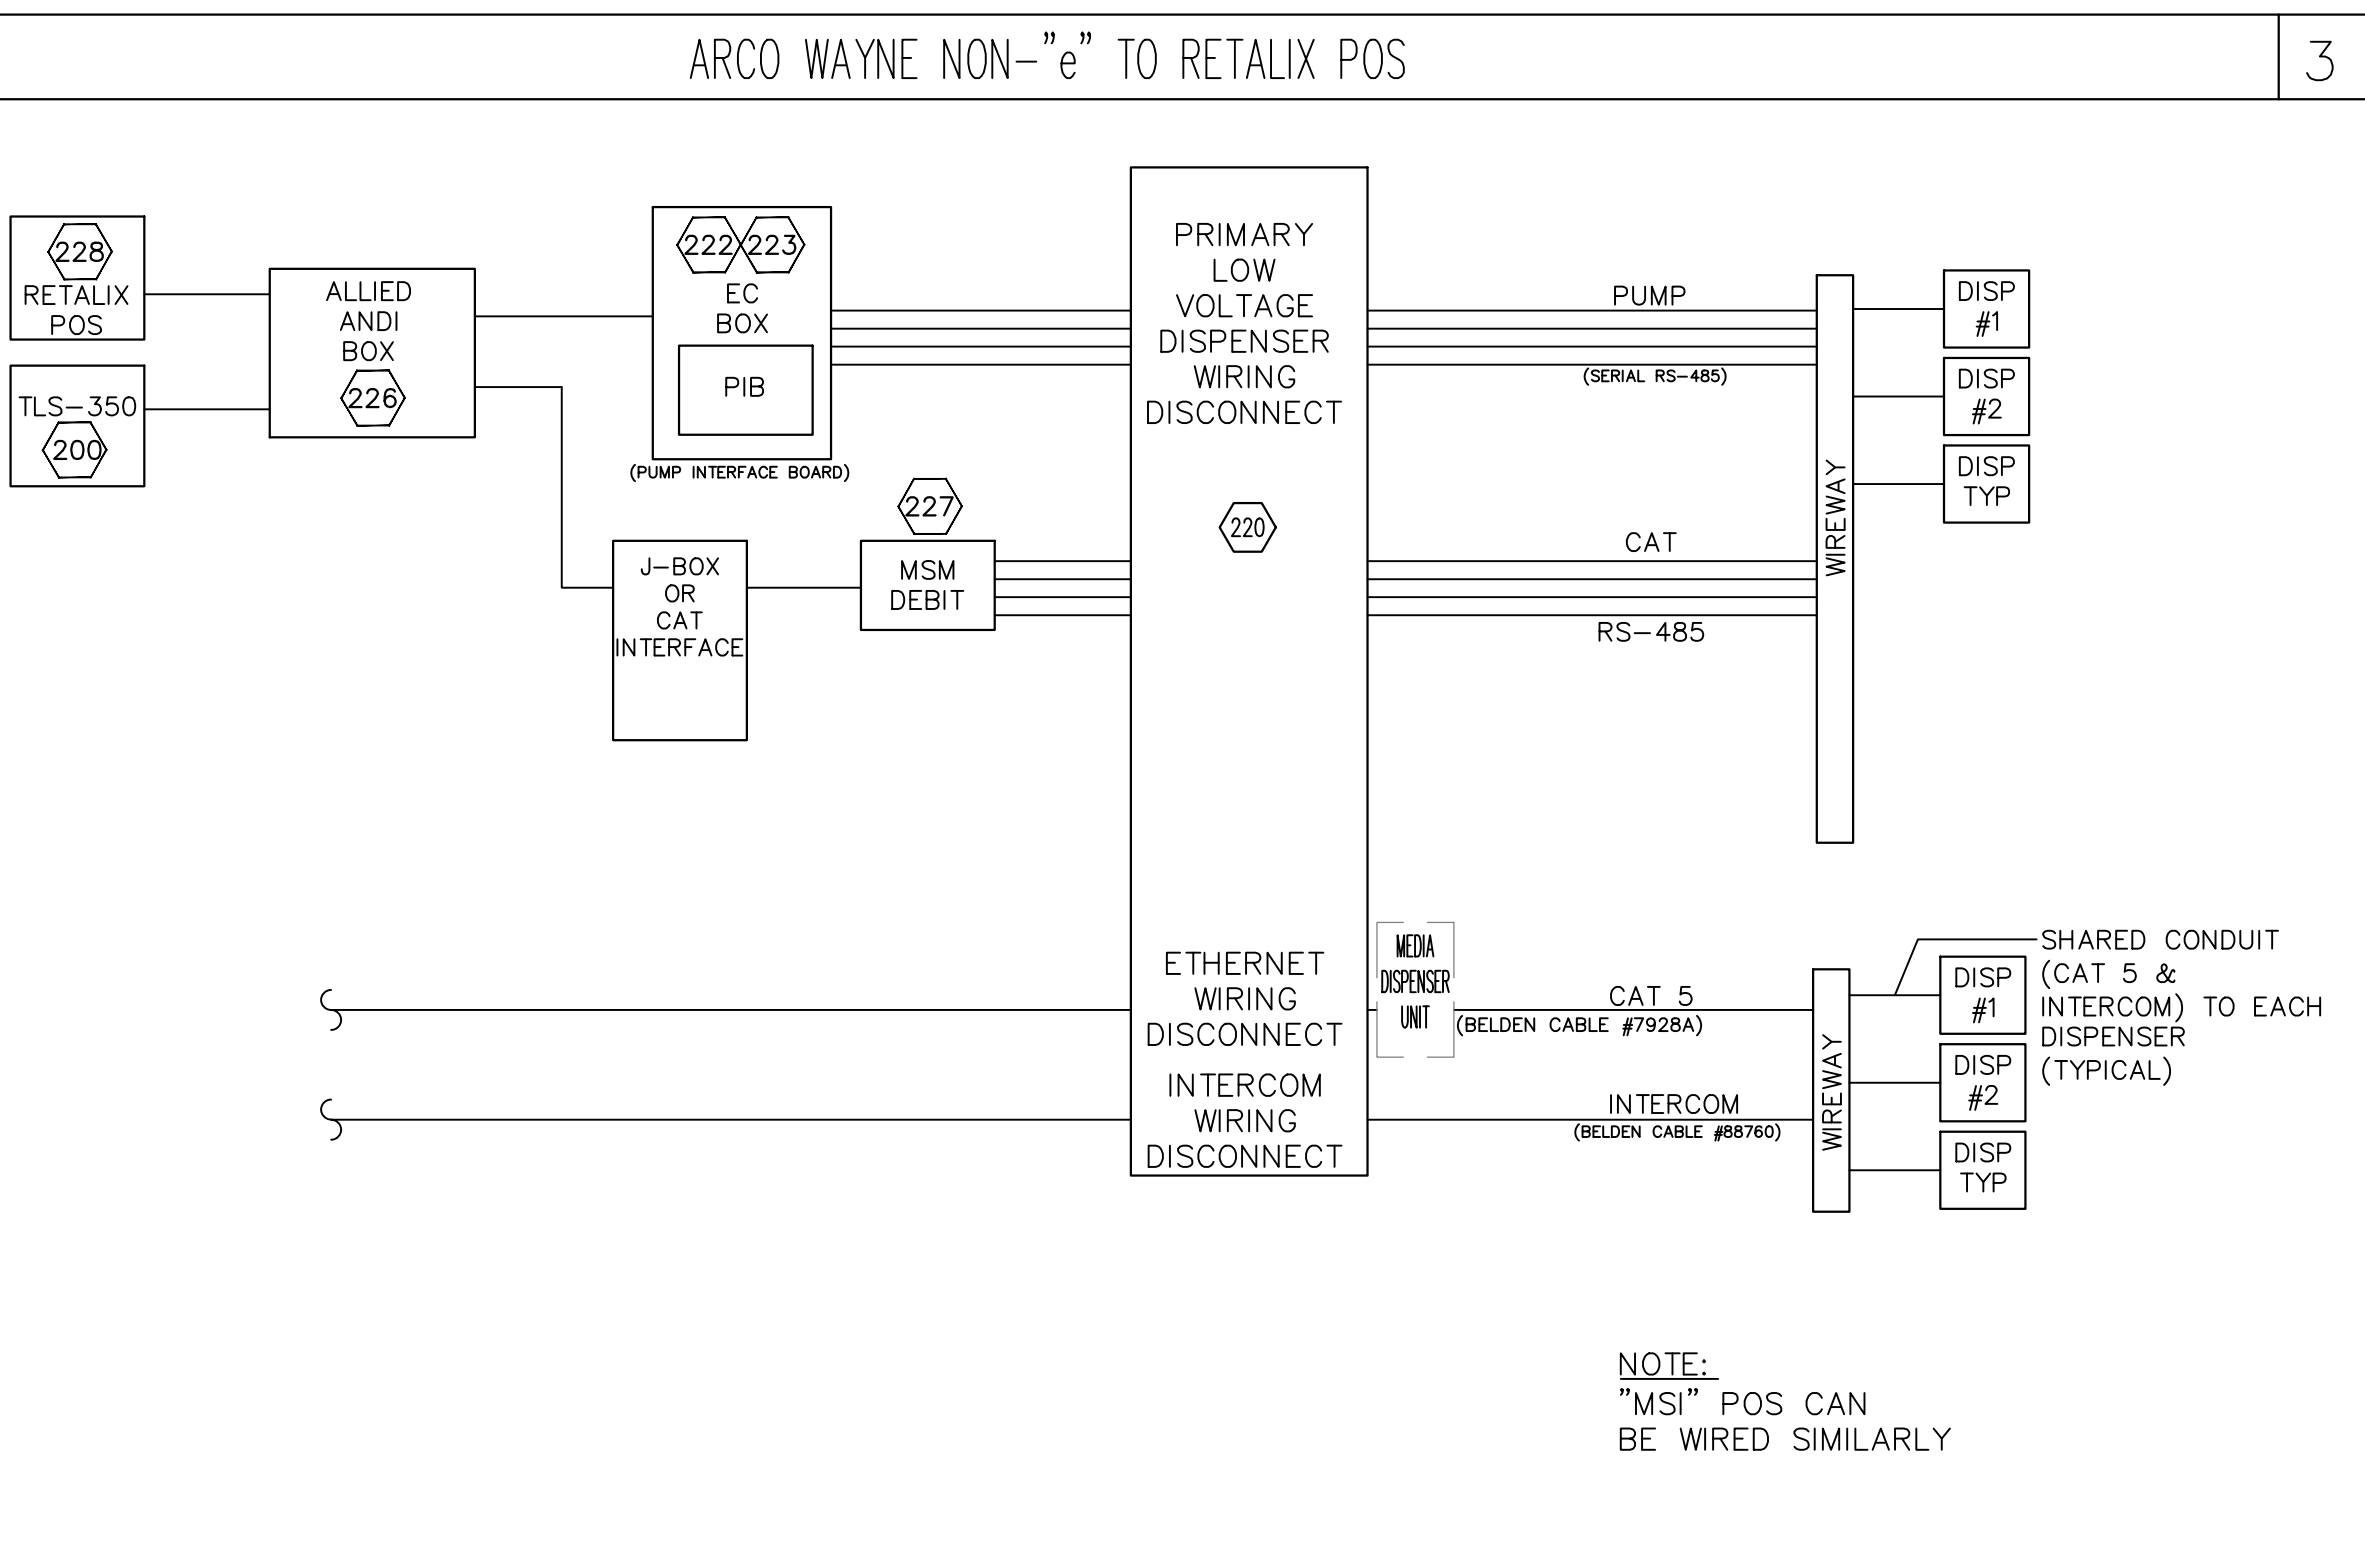 ARCO WAYNE NON-"e" TO RETALIX POS
3
228
RETALIX
POS
TLS-350
200
ALLIED
ANDI
BOX
226
222 223
EC
BOX
PIB
(PUMP INTERFACE BOARD)
227
J-BOX
OR
CAT
INTERFACE
MSM
DEBIT
PRIMARY
LOW
VOLTAGE
DISPENSER
WIRING
DISCONNECT
220
PUMP
(SERIAL RS-485)
CAT
RS-485
WIREWAY
DISP
#1
DISP
#2
DISP
TYP
ETHERNET
WIRING
DISCONNECT
INTERCOM
WIRING
DISCONNECT
MEDIA
DISPENSER
UNIT
CAT 5
(BELDEN CABLE #7928A)
INTERCOM
(BELDEN CABLE #88760)
WIREWAY
DISP
#1
DISP
#2
DISP
TYP
SHARED CONDUIT
(CAT 5 &
INTERCOM) TO EACH
DISPENSER
(TYPICAL)
NOTE:
"MSI" POS CAN
BE WIRED SIMILARLY